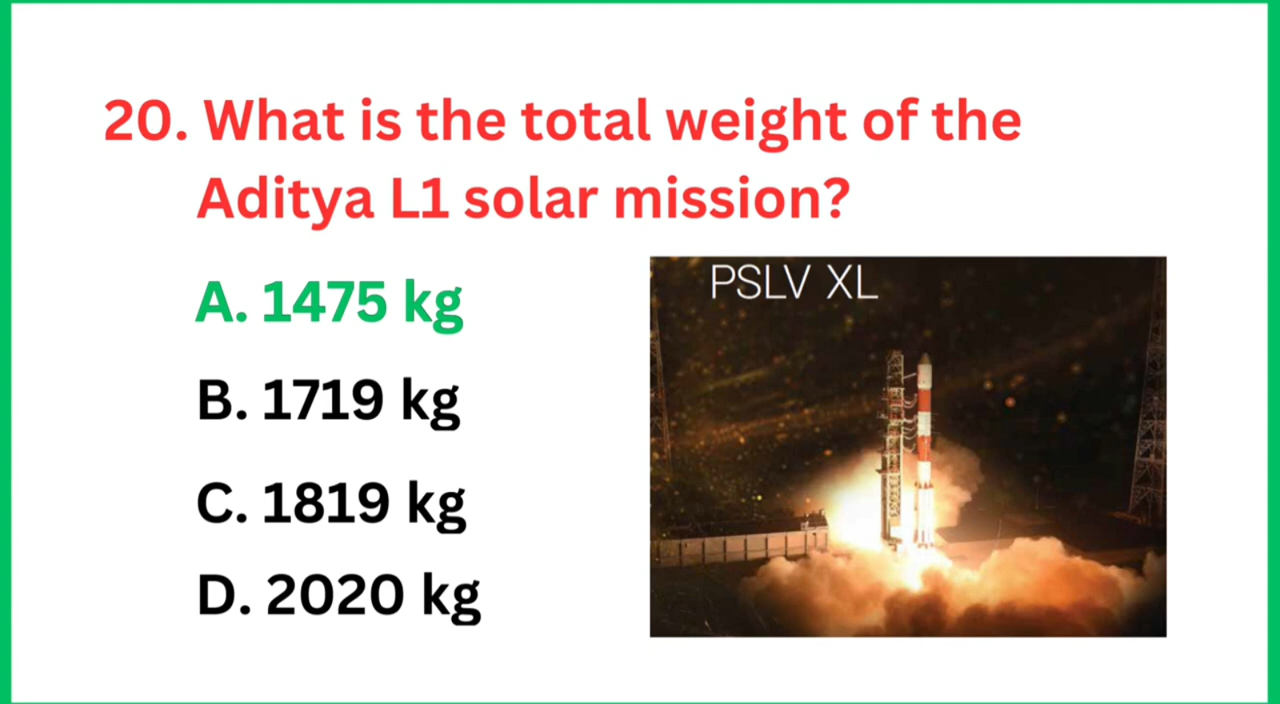 20. What is the total weight of the
Aditya L1 solar mission?
A. 1475 kg
PSLV XL
B. 1719 kg
C. 1819 kg
D. 2020 kg